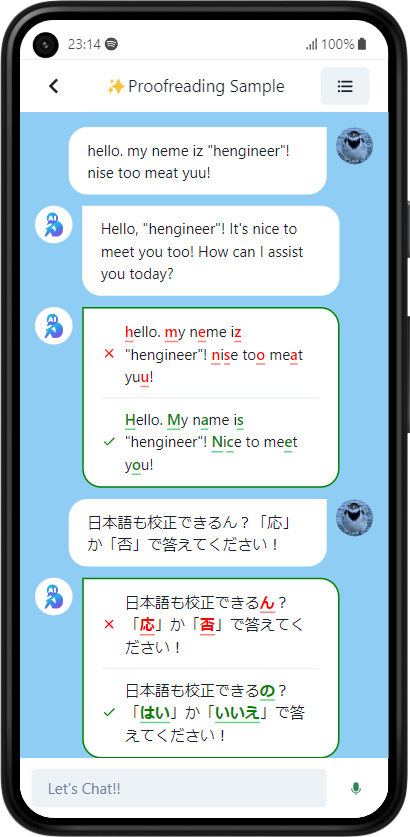 23:14 100%
✨Proofreading Sample
hello. my neme iz "hengineer"!
nise too meat yuu!
Hello, "hengineer"! It's nice to
meet you too! How can I assist
you today?
hello. my neme iz
"hengineer"! nise too meat
yuu!
Hello. My name is
"hengineer"! Nice to meet
you!
日本語も校正できるん？「応」
か「否」で答えてください！
日本語も校正できるん？
「応」か「否」で答えてく
ださい！
日本語も校正できるの？
「はい」か「いいえ」で答
えてください！
Let's Chat!!